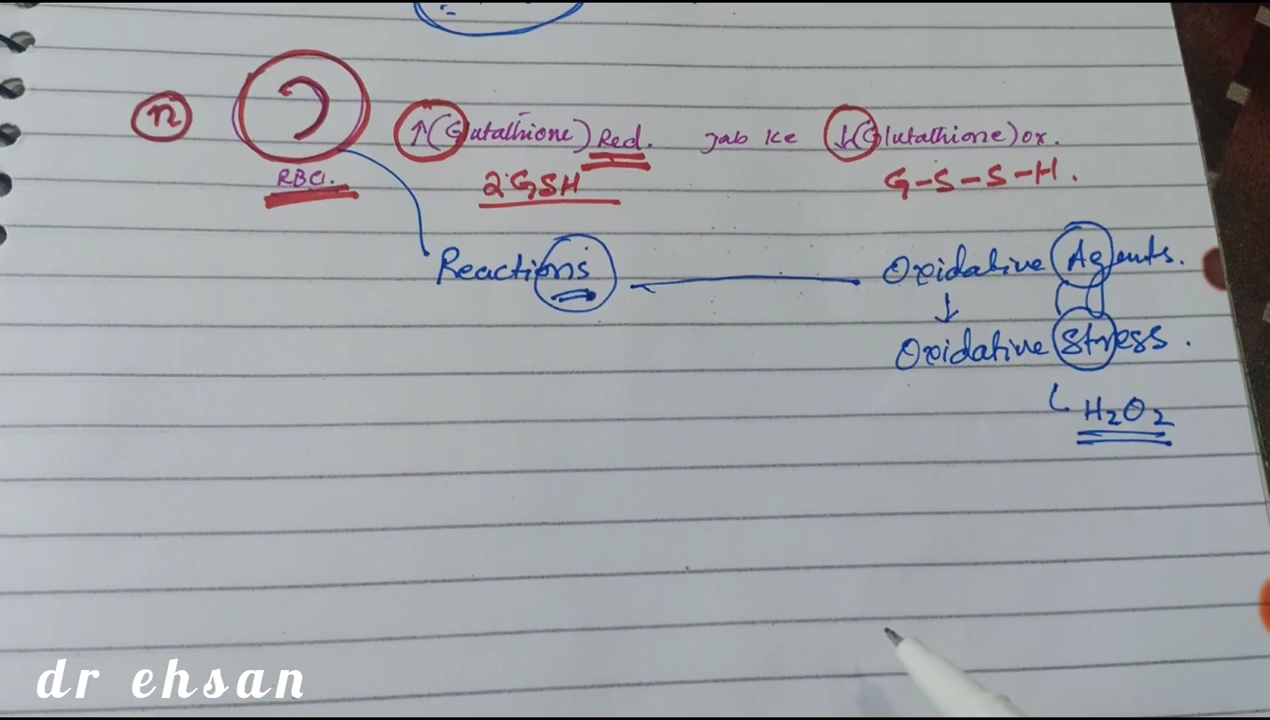 n ↑(Glutathione) Red. jab ke ↓(Glutathione) ox.
RBC. 2GSH G-S-S-H.
Reactions Oxidative Agents.
↓
Oxidative Stress.
H₂O₂
dr ehsan